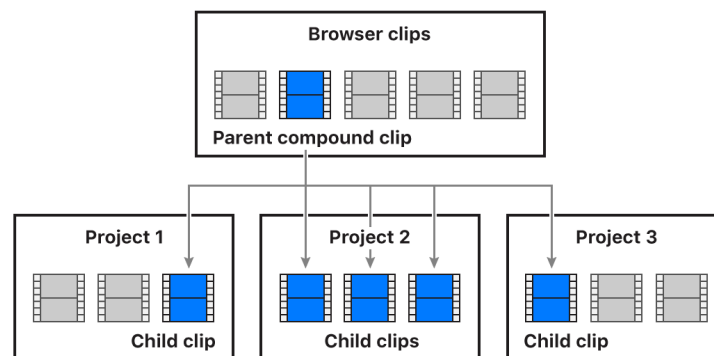 Browser clips
Parent compound clip
Project 1
Project 2
Project 3
Child clip
Child clips
Child clip